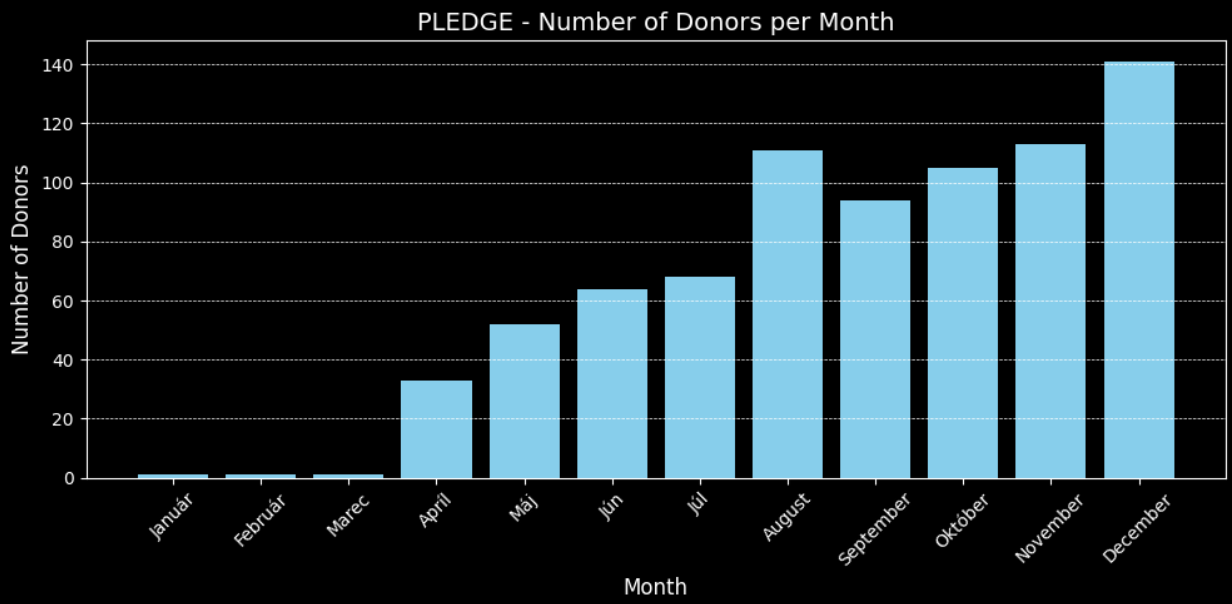 PLEDGE - Number of Donors per Month
Number of Donors
140
120
100
80
60
40
20
0
Január
Február
Marec
Apríl
Máj
Jún
Júl
August
September
Október
November
December
Month